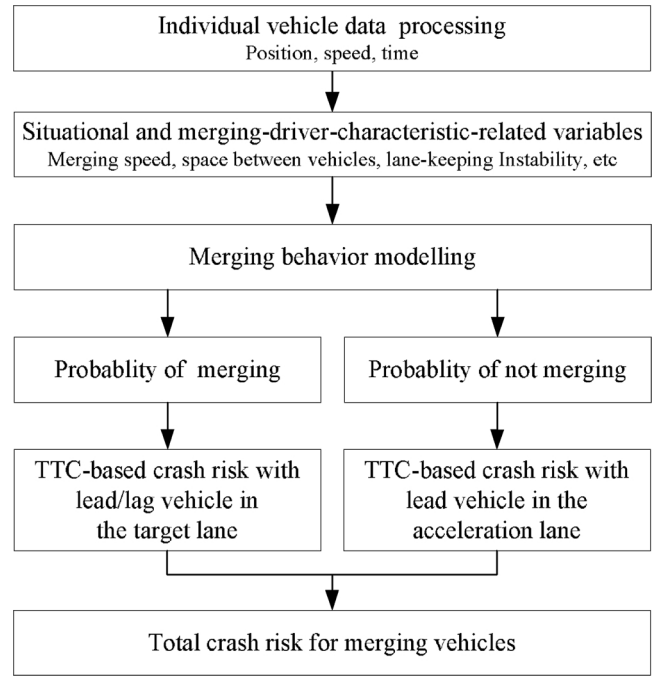 Individual vehicle data processing
Position, speed, time
Situational and merging-driver-characteristic-related variables
Merging speed, space between vehicles, lane-keeping Instability, etc
Merging behavior modelling
Probablity of merging
Probablity of not merging
TTC-based crash risk with
lead/lag vehicle in
the target lane
TTC-based crash risk with
lead vehicle in the
acceleration lane
Total crash risk for merging vehicles